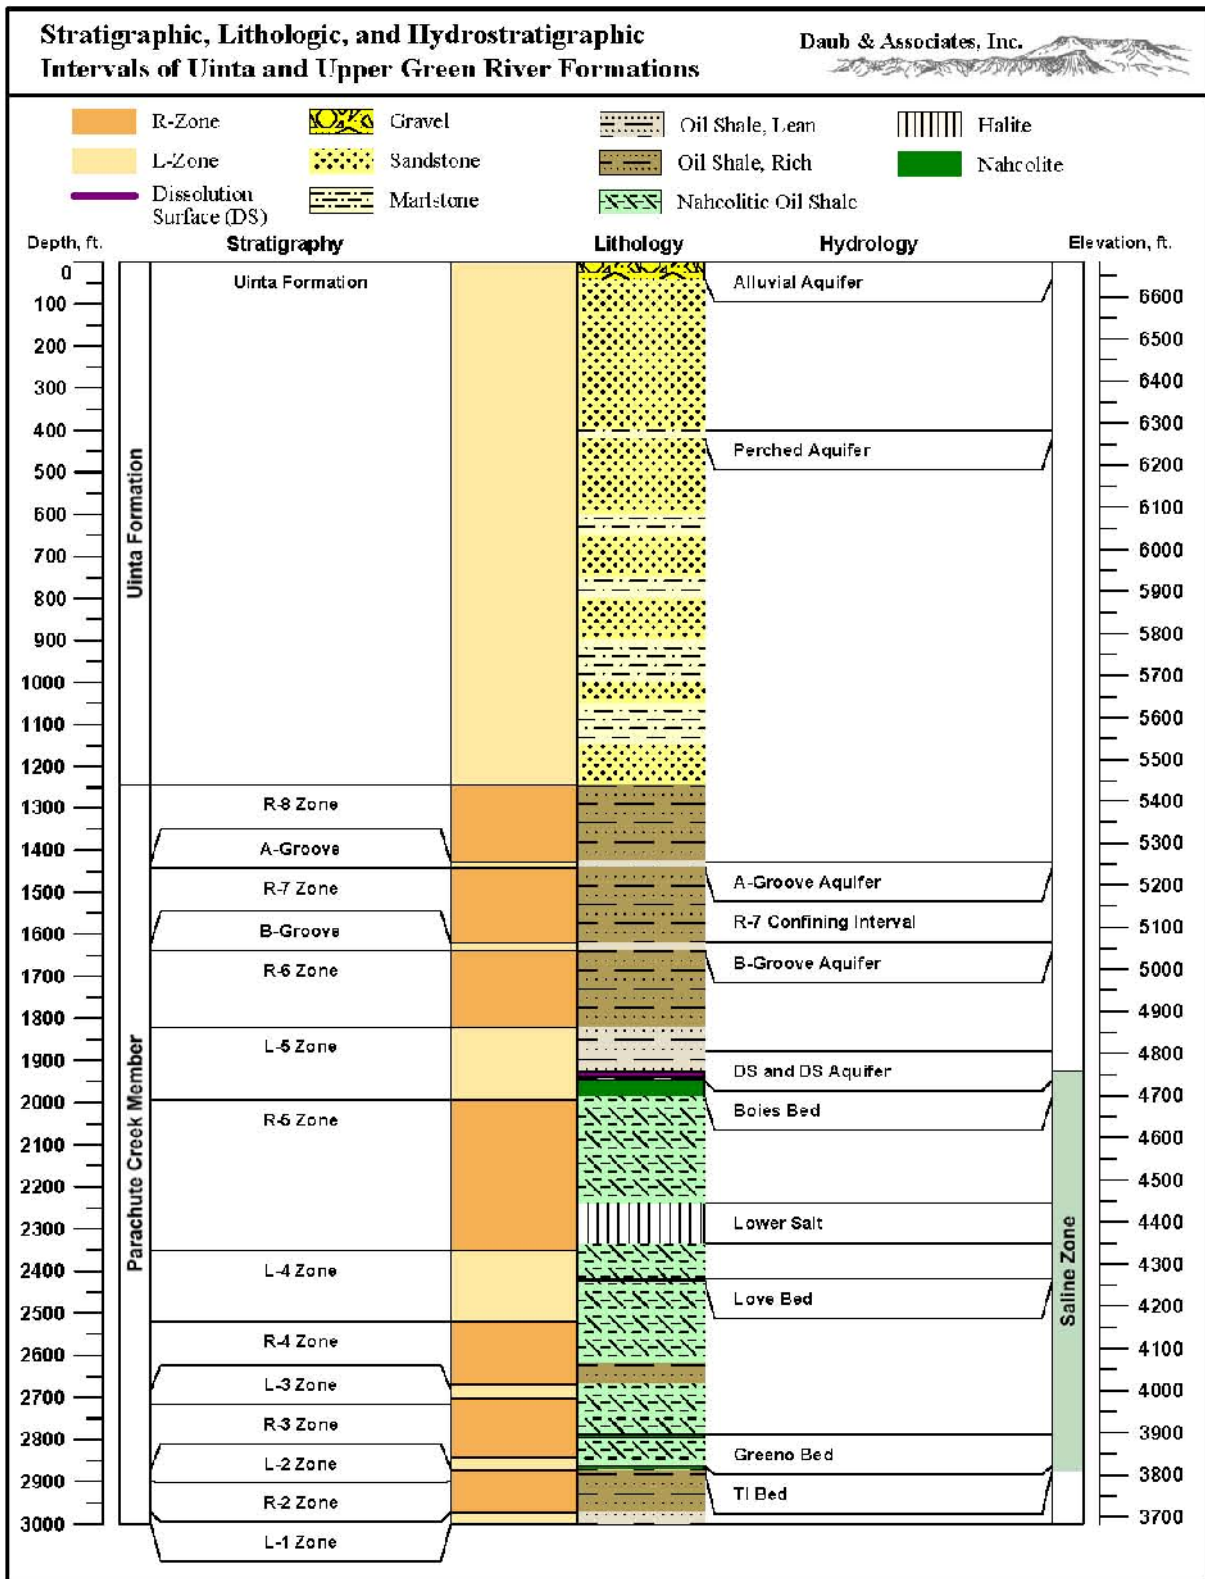 Stratigraphic, Lithologic, and Hydrostratigraphic
Intervals of Uinta and Upper Green River Formations
Daub & Associates, Inc.
R-Zone
Gravel
Oil Shale, Lean
Halite
L-Zone
Sandstone
Oil Shale, Rich
Nahcolite
Dissolution
Surface (DS)
Marlstone
Nahcolitic Oil Shale
Depth, ft.
Stratigraphy
Lithology
Hydrology
Elevation, ft.
0
100
200
300
400
500
600
700
800
900
1000
1100
1200
1300
1400
1500
1600
1700
1800
1900
2000
2100
2200
2300
2400
2500
2600
2700
2800
2900
3000
Uinta Formation
Parachute Creek Member
Uinta Formation
R-8 Zone
A-Groove
R-7 Zone
B-Groove
R-6 Zone
L-5 Zone
R-5 Zone
L-4 Zone
R-4 Zone
L-3 Zone
R-3 Zone
L-2 Zone
R-2 Zone
L-1 Zone
Alluvial Aquifer
Perched Aquifer
A-Groove Aquifer
R-7 Confining Interval
B-Groove Aquifer
DS and DS Aquifer
Boies Bed
Lower Salt
Love Bed
Greeno Bed
TI Bed
Saline Zone
6600
6500
6400
6300
6200
6100
6000
5900
5800
5700
5600
5500
5400
5300
5200
5100
5000
4900
4800
4700
4600
4500
4400
4300
4200
4100
4000
3900
3800
3700